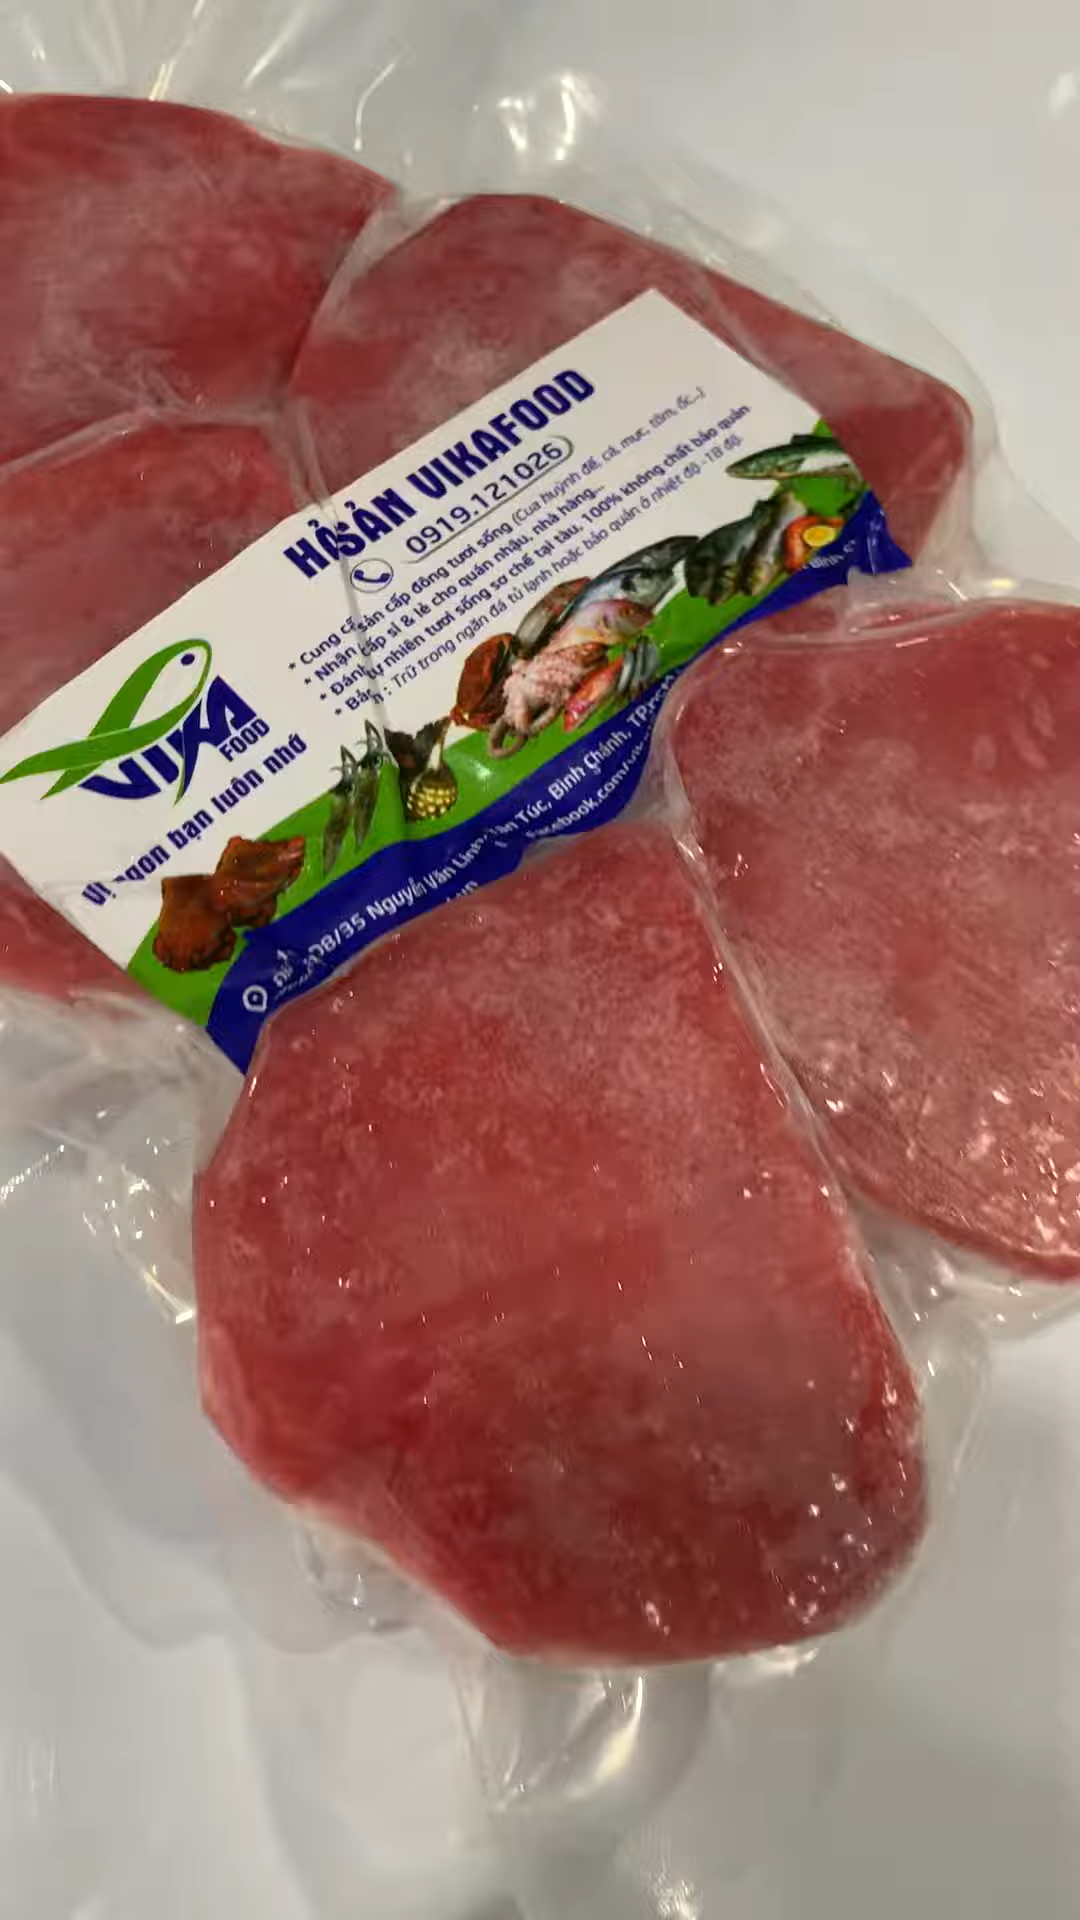 HẢI SẢN VIKAFOOD
0919.121026
* Cung cấp sản cấp đông tươi sống (Cua huỳnh đế, cá, mực, tôm, ốc...)
* Nhận cấp sỉ & lẻ cho quán nhậu, nhà hàng...
* Đánh tự nhiên tươi sống sơ chế tại tàu, 100% không chất bảo quản
* Bảo n : Trữ trong ngăn đá tủ lạnh hoặc bảo quản ở nhiệt độ -18 độ
VIKA
FOOD
Vị ngon bạn luôn nhớ
08/35 Nguyễn Văn Linh, Tân Túc, Bình Chánh, TP.HCM
facebook.com/